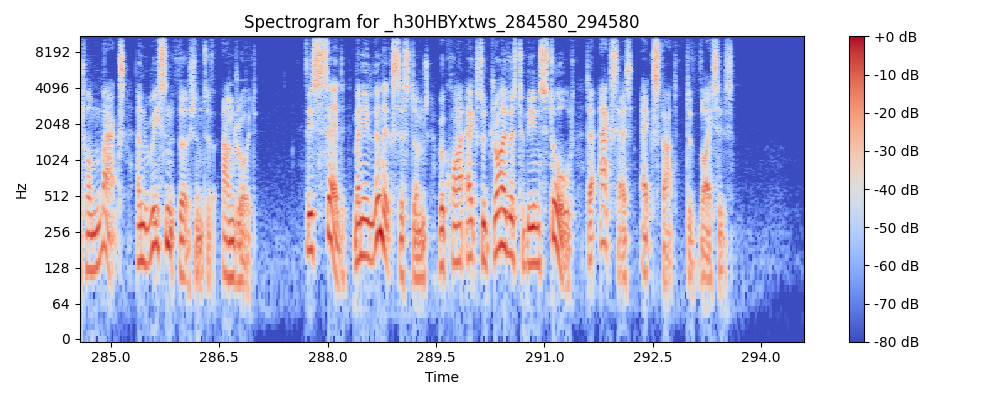 Spectrogram for _h30HBYxtws_284580_294580
Hz
8192
4096
2048
1024
512
256
128
64
0
285.0 286.5 288.0 289.5 291.0 292.5 294.0
Time
+0 dB
-10 dB
-20 dB
-30 dB
-40 dB
-50 dB
-60 dB
-70 dB
-80 dB